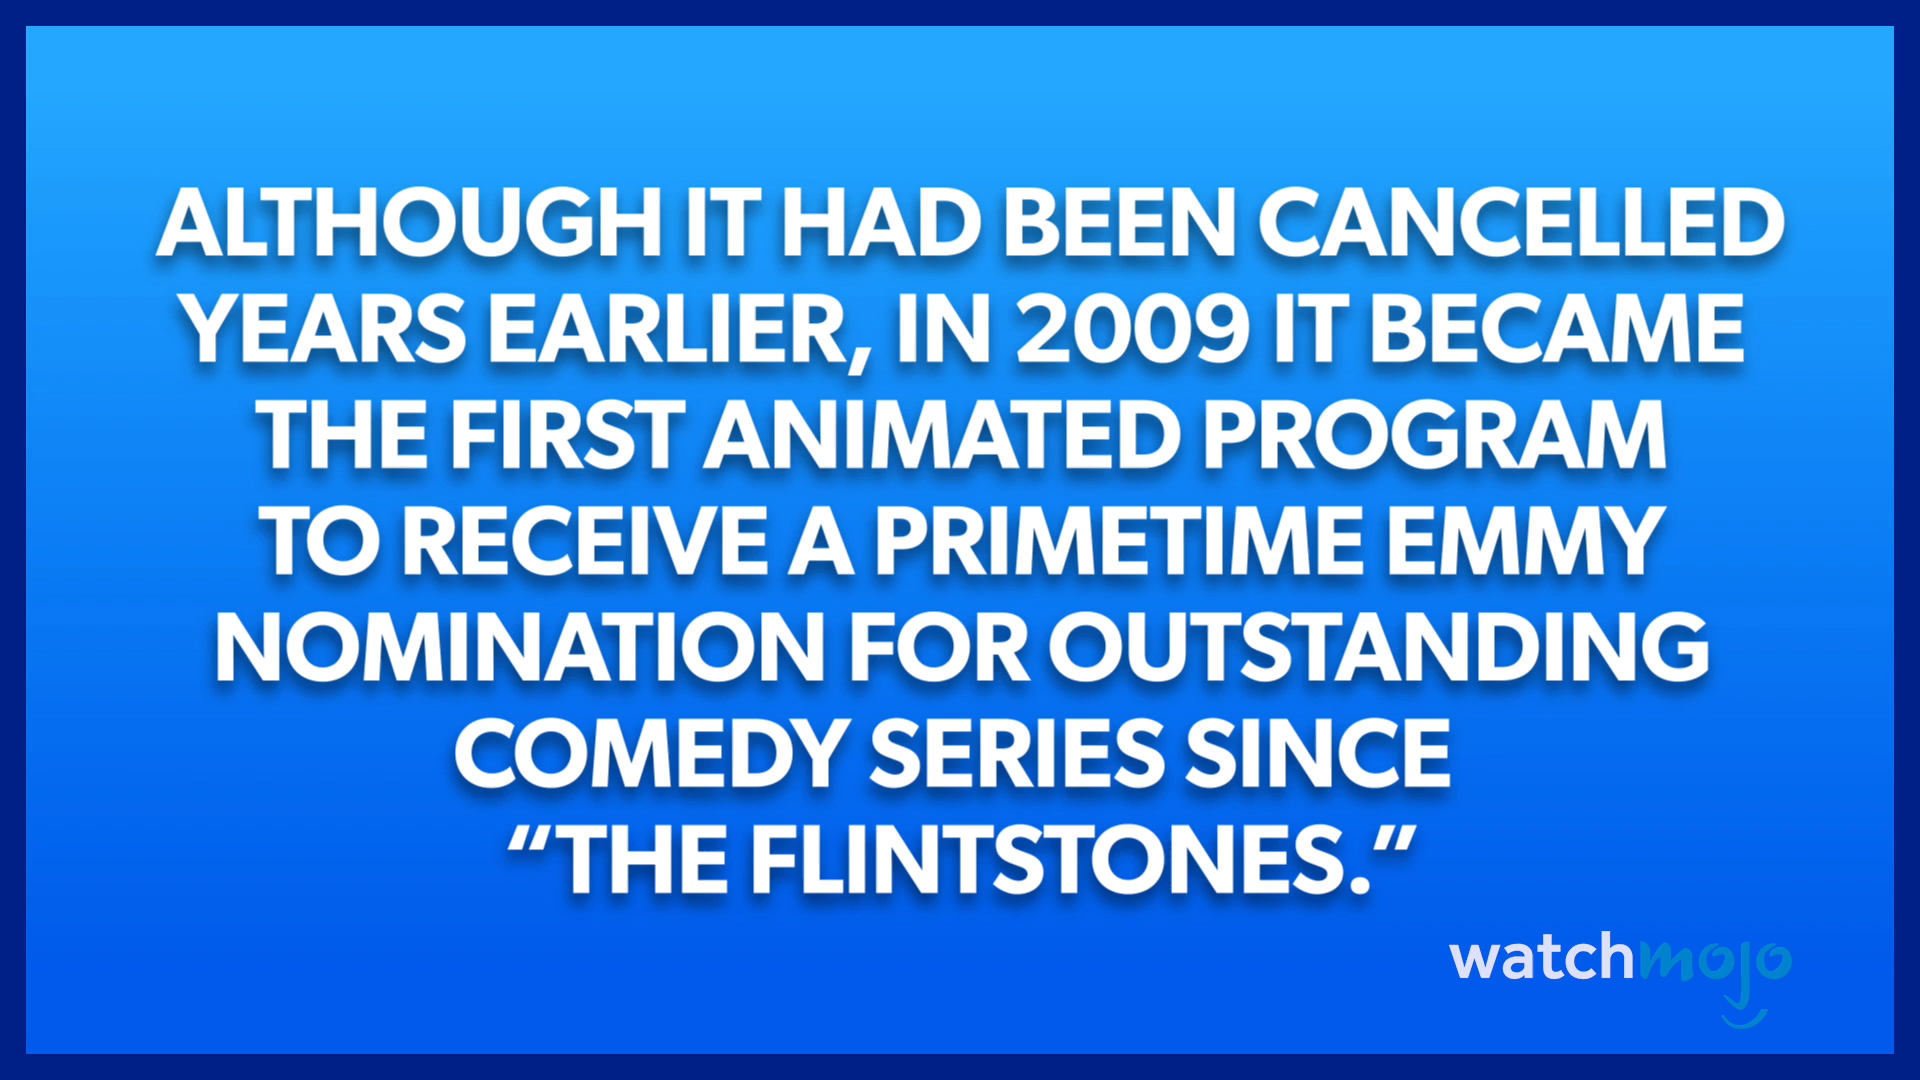 ALTHOUGH IT HAD BEEN CANCELLED
YEARS EARLIER, IN 2009 IT BECAME
THE FIRST ANIMATED PROGRAM
TO RECEIVE A PRIMETIME EMMY
NOMINATION FOR OUTSTANDING
COMEDY SERIES SINCE
“THE FLINTSTONES.”
watchmojo